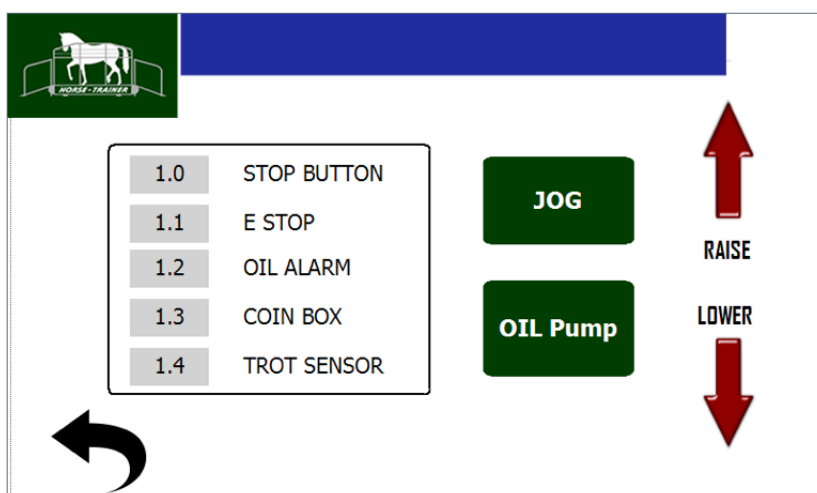 HORSE-TRAINER
1.0 STOP BUTTON
1.1 E STOP
1.2 OIL ALARM
1.3 COIN BOX
1.4 TROT SENSOR
JOG
OIL Pump
RAISE
LOWER